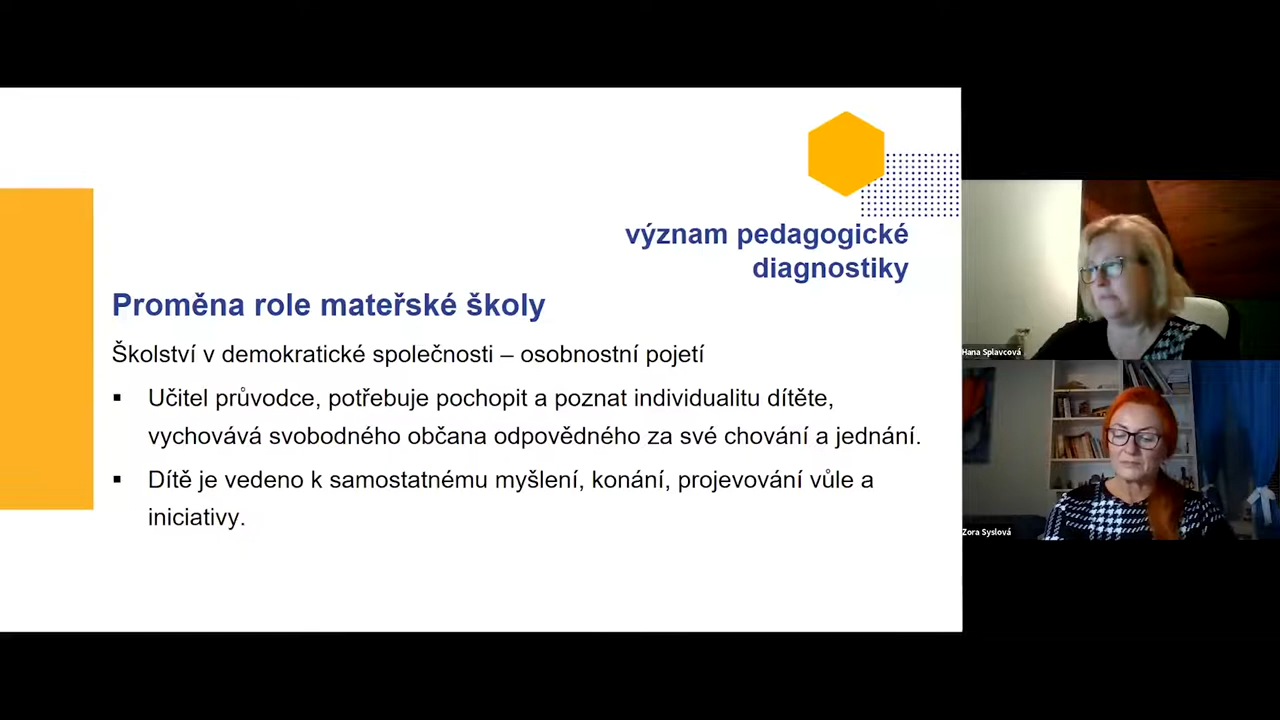 význam pedagogické
diagnostiky
Proměna role mateřské školy
Školství v demokratické společnosti – osobnostní pojetí
▪ Učitel průvodce, potřebuje pochopit a poznat individualitu dítěte,
vychovává svobodného občana odpovědného za své chování a jednání.
▪ Dítě je vedeno k samostatnému myšlení, konání, projevování vůle a
iniciativy.
Hana Splavcová
Zora Syslová